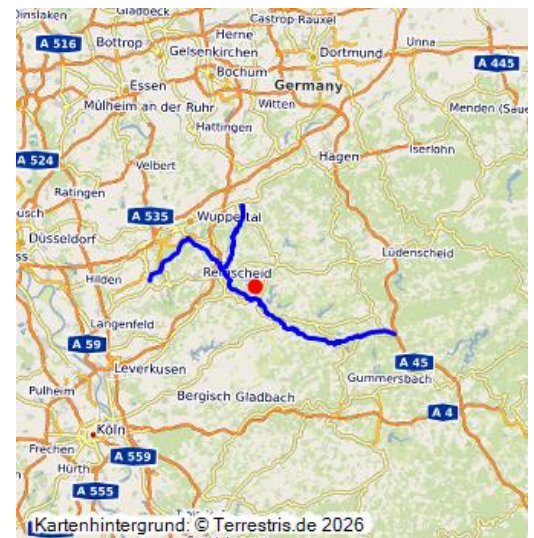 Dinslaken
Gladbeck
Castrop-Rauxel
Herne
A 516
Bottrop
Gelsenkirchen
Dortmund
Unna
Bochum
A 445
Essen
Germany
Mülheim an der Ruhr
Witten
Menden (Saue
Hattingen
Iserlohn
A 524
Hagen
Velbert
Ratingen
A 535
Wuppertal
Düsseldorf
Lüdenscheid
Hilden
Remscheid
Langenfeld
A 59
A 45
Leverkusen
Gummersbach
Pulheim
Bergisch Gladbach
A 4
Köln
Frechen
A 559
Hürth
A 555
Kartenhintergrund: © Terrestris.de 2026